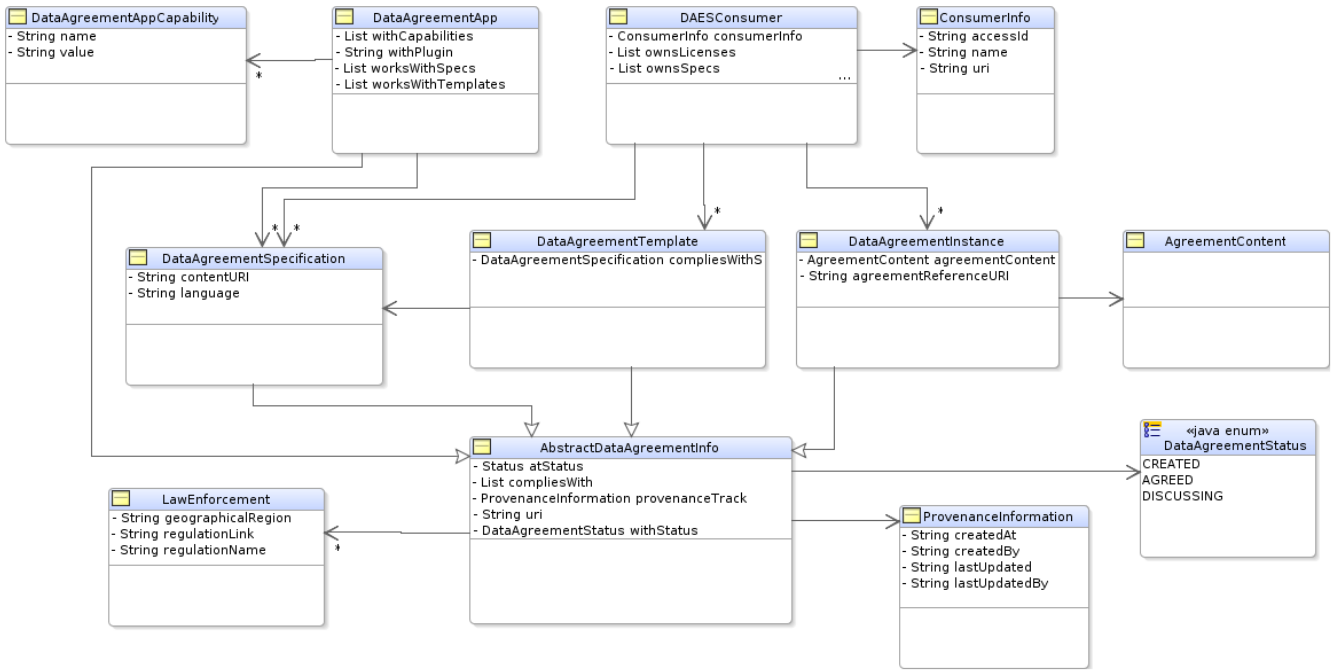 DataAgreementAppCapability
- String name
- String value
DataAgreementApp
- List withCapabilities
- String withPlugin
- List worksWithSpecs
- List worksWithTemplates
DAESConsumer
- ConsumerInfo consumerInfo
- List ownsLicenses
- List ownsSpecs
...
ConsumerInfo
- String accessId
- String name
- String uri
*
*
*
*
*
DataAgreementSpecification
- String contentURI
- String language
DataAgreementTemplate
- DataAgreementSpecification compliesWithS
DataAgreementInstance
- AgreementContent agreementContent
- String agreementReferenceURI
AgreementContent
AbstractDataAgreementInfo
- Status atStatus
- List compliesWith
- ProvenanceInformation provenanceTrack
- String uri
- DataAgreementStatus withStatus
«java enum»
DataAgreementStatus
CREATED
AGREED
DISCUSSING
LawEnforcement
- String geographicalRegion
- String regulationLink
- String regulationName
*
ProvenanceInformation
- String createdAt
- String createdBy
- String lastUpdated
- String lastUpdatedBy